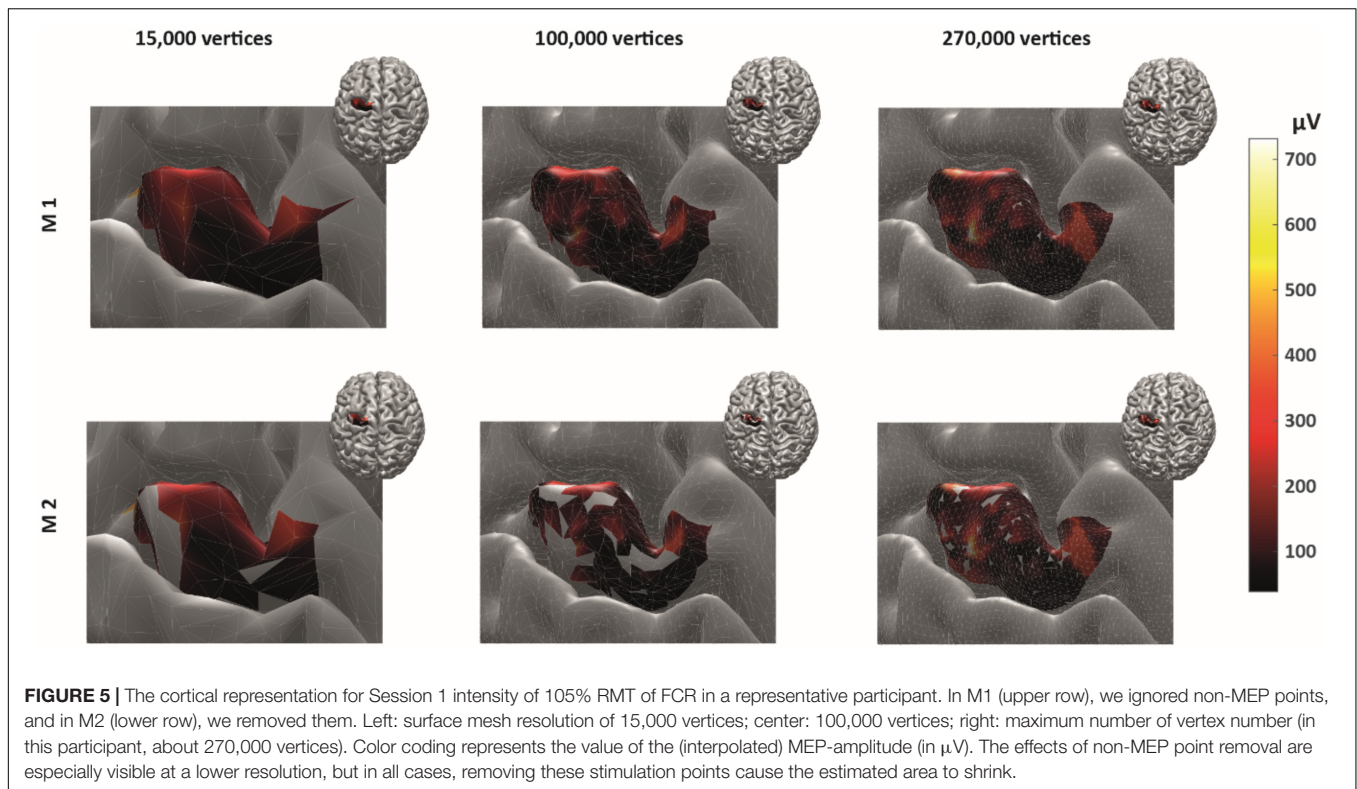 15,000 vertices
100,000 vertices
270,000 vertices
M 1
M 2
µV
700
600
500
400
300
200
100
FIGURE 5 | The cortical representation for Session 1 intensity of 105% RMT of FCR in a representative participant. In M1 (upper row), we ignored non-MEP points,
and in M2 (lower row), we removed them. Left: surface mesh resolution of 15,000 vertices; center: 100,000 vertices; right: maximum number of vertex number (in
this participant, about 270,000 vertices). Color coding represents the value of the (interpolated) MEP-amplitude (in µV). The effects of non-MEP point removal are
especially visible at a lower resolution, but in all cases, removing these stimulation points cause the estimated area to shrink.